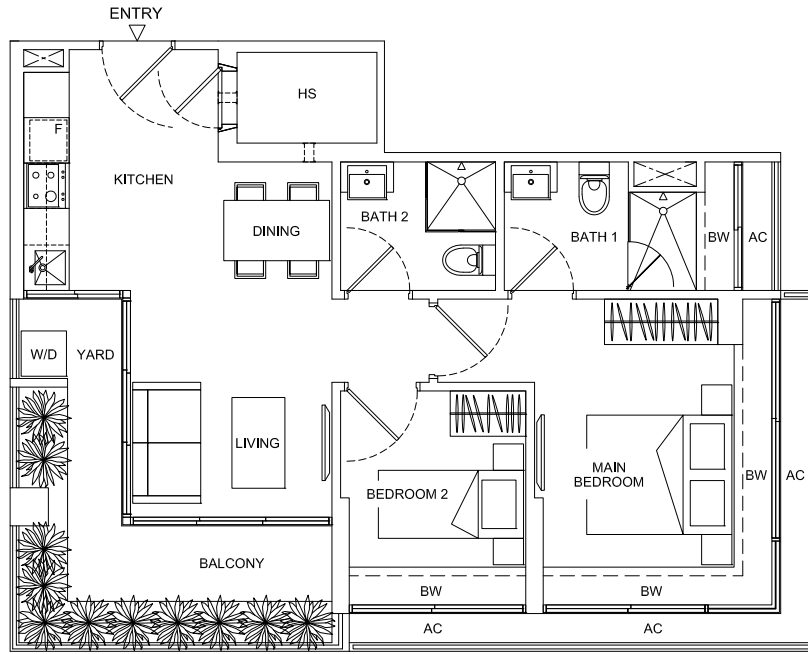 ENTRY
HS
F
KITCHEN
DINING
BATH 2
BATH 1
BW
AC
W/D
YARD
LIVING
BEDROOM 2
MAIN
BEDROOM
BW
AC
BALCONY
BW
BW
AC
AC